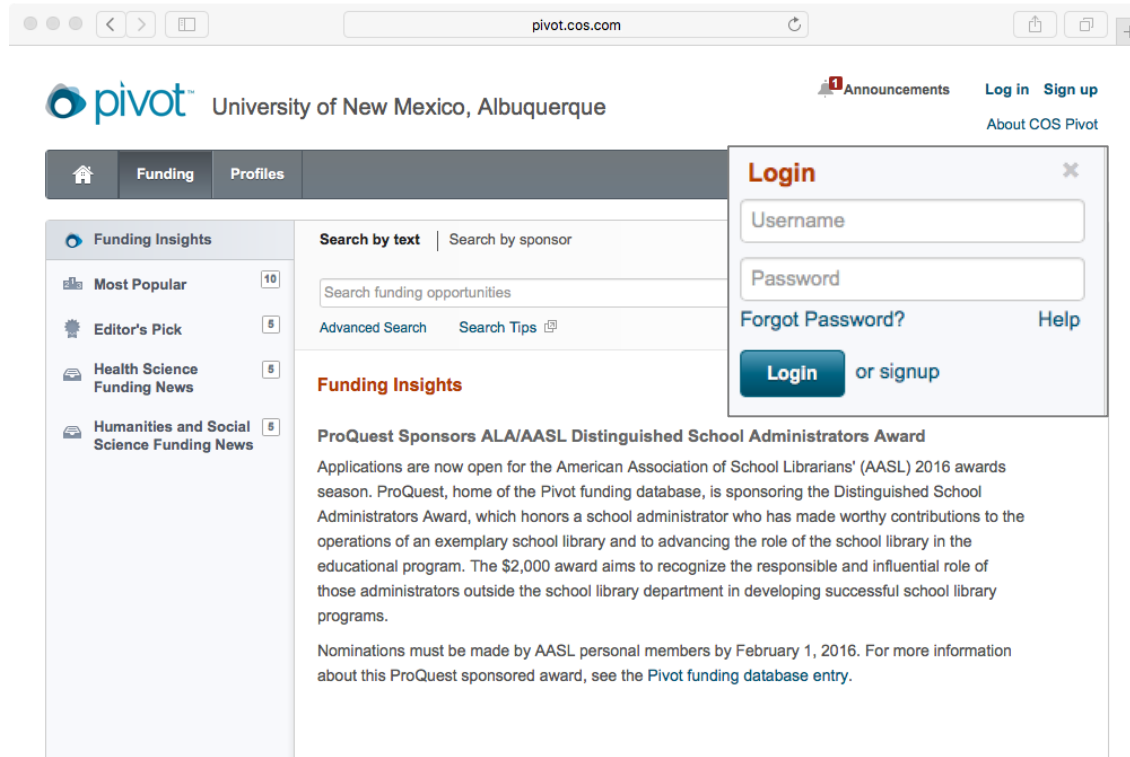 pivot.cos.com
pivot™ University of New Mexico, Albuquerque
1 Announcements
Log in Sign up
About COS Pivot
Funding Profiles
Login
Username
Password
Forgot Password? Help
Login or signup
Funding Insights
Most Popular 10
Editor's Pick 5
Health Science 5
Funding News
Humanities and Social 5
Science Funding News
Search by text | Search by sponsor
Search funding opportunities
Advanced Search Search Tips
Funding Insights
ProQuest Sponsors ALA/AASL Distinguished School Administrators Award
Applications are now open for the American Association of School Librarians' (AASL) 2016 awards
season. ProQuest, home of the Pivot funding database, is sponsoring the Distinguished School
Administrators Award, which honors a school administrator who has made worthy contributions to the
operations of an exemplary school library and to advancing the role of the school library in the
educational program. The $2,000 award aims to recognize the responsible and influential role of
those administrators outside the school library department in developing successful school library
programs.
Nominations must be made by AASL personal members by February 1, 2016. For more information
about this ProQuest sponsored award, see the Pivot funding database entry.